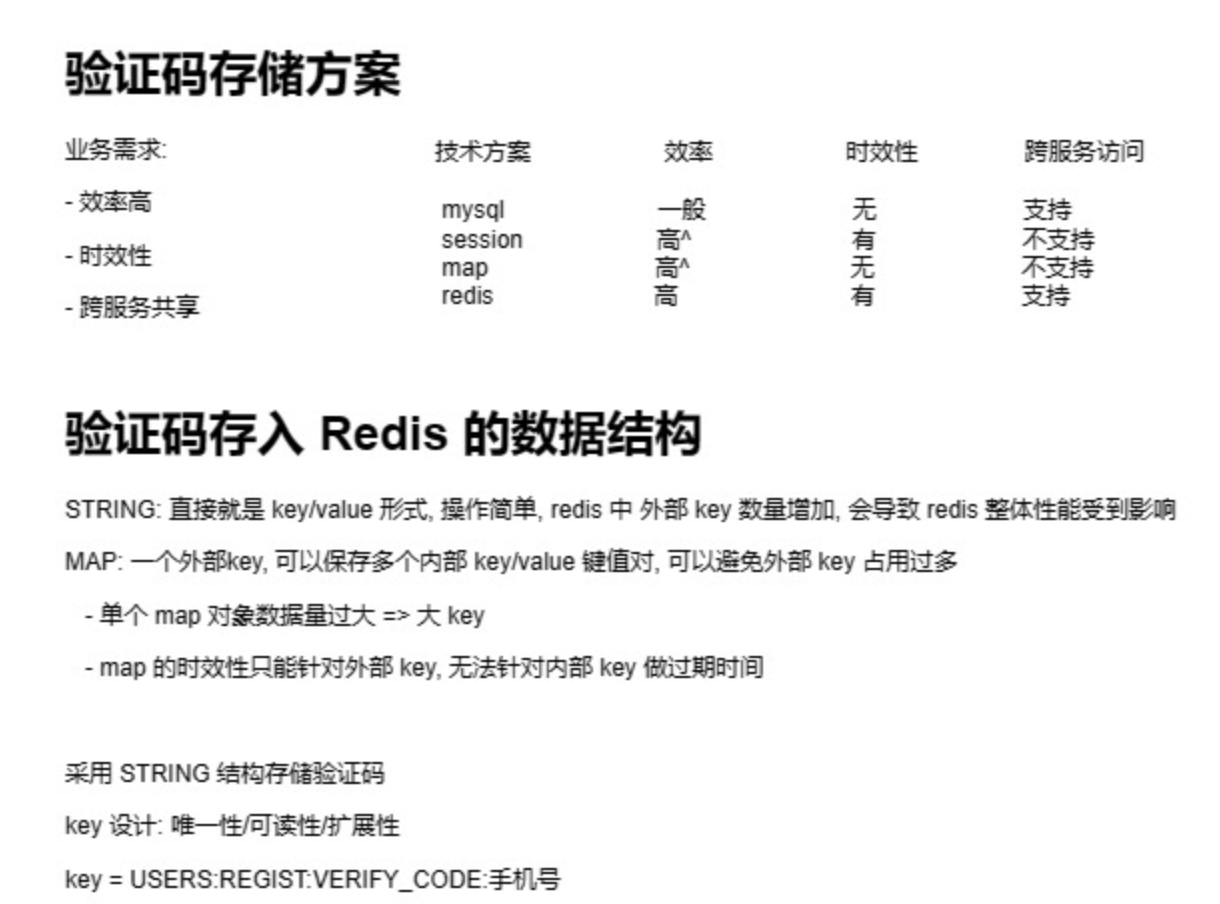 验证码存储方案
业务需求: 技术方案 效率 时效性 跨服务访问
- 效率高
mysql 一般 无 支持
session 高^ 有 不支持
- 时效性
map 高^ 无 不支持
redis 高 有 支持
- 跨服务共享
验证码存入 Redis 的数据结构
STRING: 直接就是 key/value 形式, 操作简单, redis 中 外部 key 数量增加, 会导致 redis 整体性能受到影响
MAP: 一个外部key, 可以保存多个内部 key/value 键值对, 可以避免外部 key 占用过多
- 单个 map 对象数据量过大 => 大 key
- map 的时效性只能针对外部 key, 无法针对内部 key 做过期时间
采用 STRING 结构存储验证码
key 设计: 唯一性/可读性/扩展性
key = USERS:REGIST:VERIFY_CODE:手机号